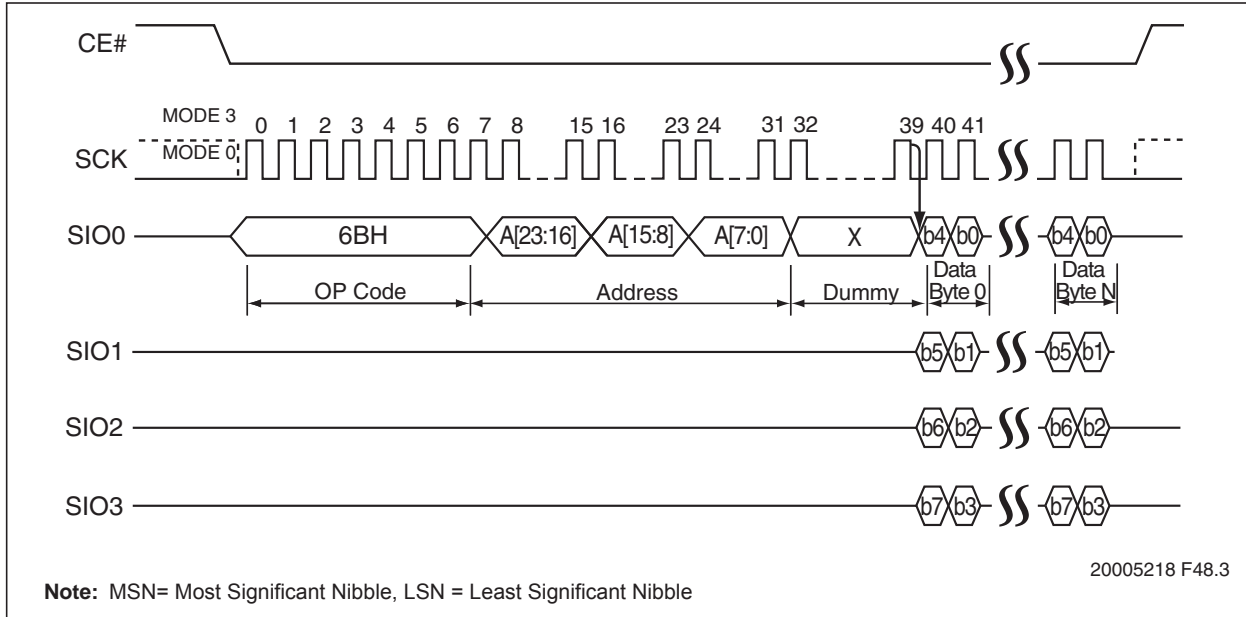 CE#
MODE 3
0 1 2 3 4 5 6 7 8 15 16 23 24 31 32 39 40 41
SCK
MODE 0
SIO0
6BH
A[23:16]
A[15:8]
A[7:0]
X
b4 b0
b4 b0
OP Code
Address
Dummy
Data
Byte 0
Data
Byte N
SIO1
b5 b1
b5 b1
SIO2
b6 b2
b6 b2
SIO3
b7 b3
b7 b3
20005218 F48.3
Note: MSN= Most Significant Nibble, LSN = Least Significant Nibble